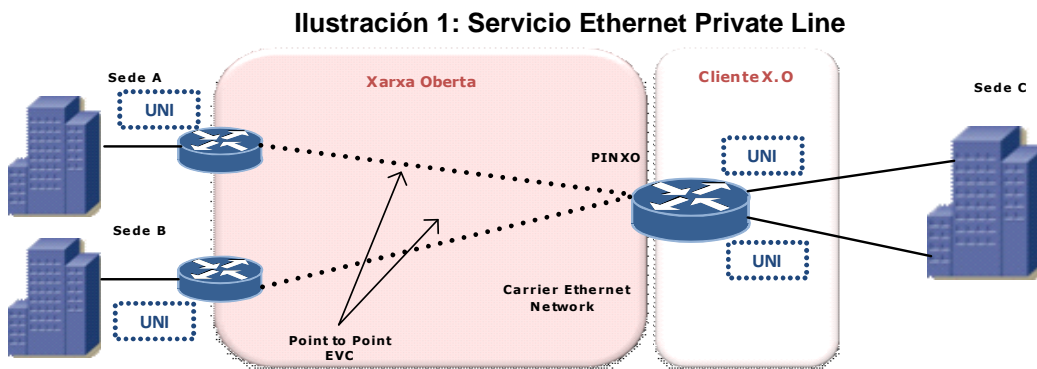 Ilustración 1: Servicio Ethernet Private Line
Sede A
UNI
Xarxa Oberta
Cliente X.O
Sede C
UNI
PINXO
Sede B
UNI
UNI
Carrier Ethernet
Network
Point to Point
EVC